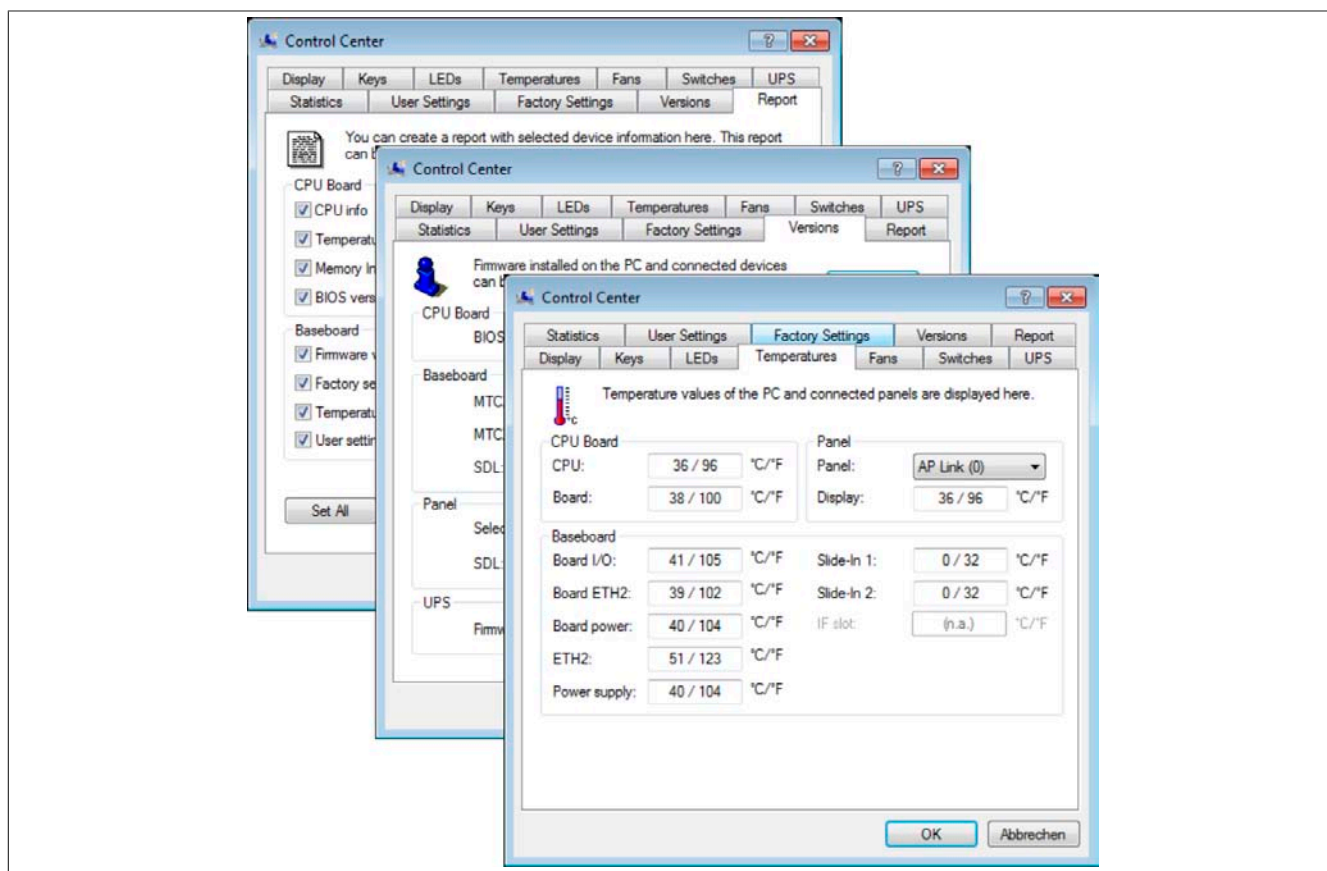 Control Center
Display Keys LEDs Temperatures Fans Switches UPS
Statistics User Settings Factory Settings Versions Report
You can create a report with selected device information here. This report
can
CPU Board
CPU info
Memory
BIOS
Baseboard
Firmware
Factory
User
Set All
Control Center
Display Keys LEDs Temperatures Fans Switches UPS
Statistics User Settings Factory Settings Versions Report
Firmware installed on the PC and connected devices
can
CPU Board
BIOS
Baseboard
MTC
MTC
SDL:
Panel
SDL:
UPS
Control Center
Statistics User Settings Factory Settings Versions Report
Display Keys LEDs Temperatures Fans Switches UPS
°C
Temperature values of the PC and connected panels are displayed here.
CPU Board Panel
CPU: 36 / 96 °C/°F Panel: AP Link (0)
Board: 38 / 100 °C/°F Display: 36 / 96 °C/°F
Baseboard
Board I/O: 41 / 105 °C/°F Slide-In 1: 0 / 32 °C/°F
Board ETH2: 39 / 102 °C/°F Slide-In 2: 0 / 32 °C/°F
Board power: 40 / 104 °C/°F IF slot: (n.a.) °C/°F
ETH2: 51 / 123 °C/°F
Power supply: 40 / 104 °C/°F
OK Abbrechen